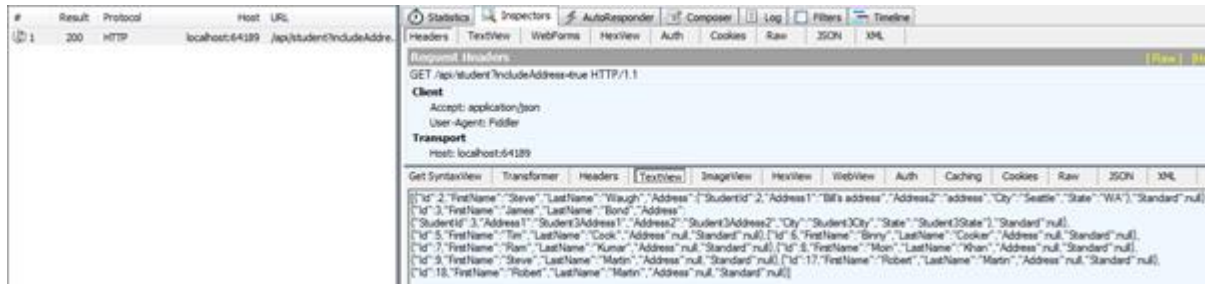 # Result Protocol Host URL
1 200 HTTP localhost:64189 /api/student?includeAddre...
Statistics Inspectors AutoResponder Composer Log Filters Timeline
Headers TextView WebForms HexView Auth Cookies Raw JSON XML
Request Headers [Raw]
GET /api/student?includeAddress=true HTTP/1.1
Client
Accept: application/json
User-Agent: Fiddler
Transport
Host: localhost:64189
Get SyntaxView Transformer Headers TextView ImageView HexView WebView Auth Caching Cookies Raw JSON XML
[{"Id":2,"FirstName":"Steve","LastName":"Waugh","Address":{"StudentId":2,"Address1":"Bill's address","Address2":"address","City":"Seattle","State":"WA"},"Standard":null},
{"Id":3,"FirstName":"James","LastName":"Bond","Address":
{"StudentId":3,"Address1":"Student3Address1","Address2":"Student3Address2","City":"Student3City","State":"Student3State"},"Standard":null},
{"Id":5,"FirstName":"Tim","LastName":"Cook","Address":null,"Standard":null},{"Id":6,"FirstName":"Binny","LastName":"Cooker","Address":null,"Standard":null},
{"Id":7,"FirstName":"Ram","LastName":"Kumar","Address":null,"Standard":null},{"Id":8,"FirstName":"Moin","LastName":"Khan","Address":null,"Standard":null},
{"Id":9,"FirstName":"Steve","LastName":"Martin","Address":null,"Standard":null},{"Id":17,"FirstName":"Robert","LastName":"Martin","Address":null,"Standard":null},
{"Id":18,"FirstName":"Robert","LastName":"Martin","Address":null,"Standard":null}]